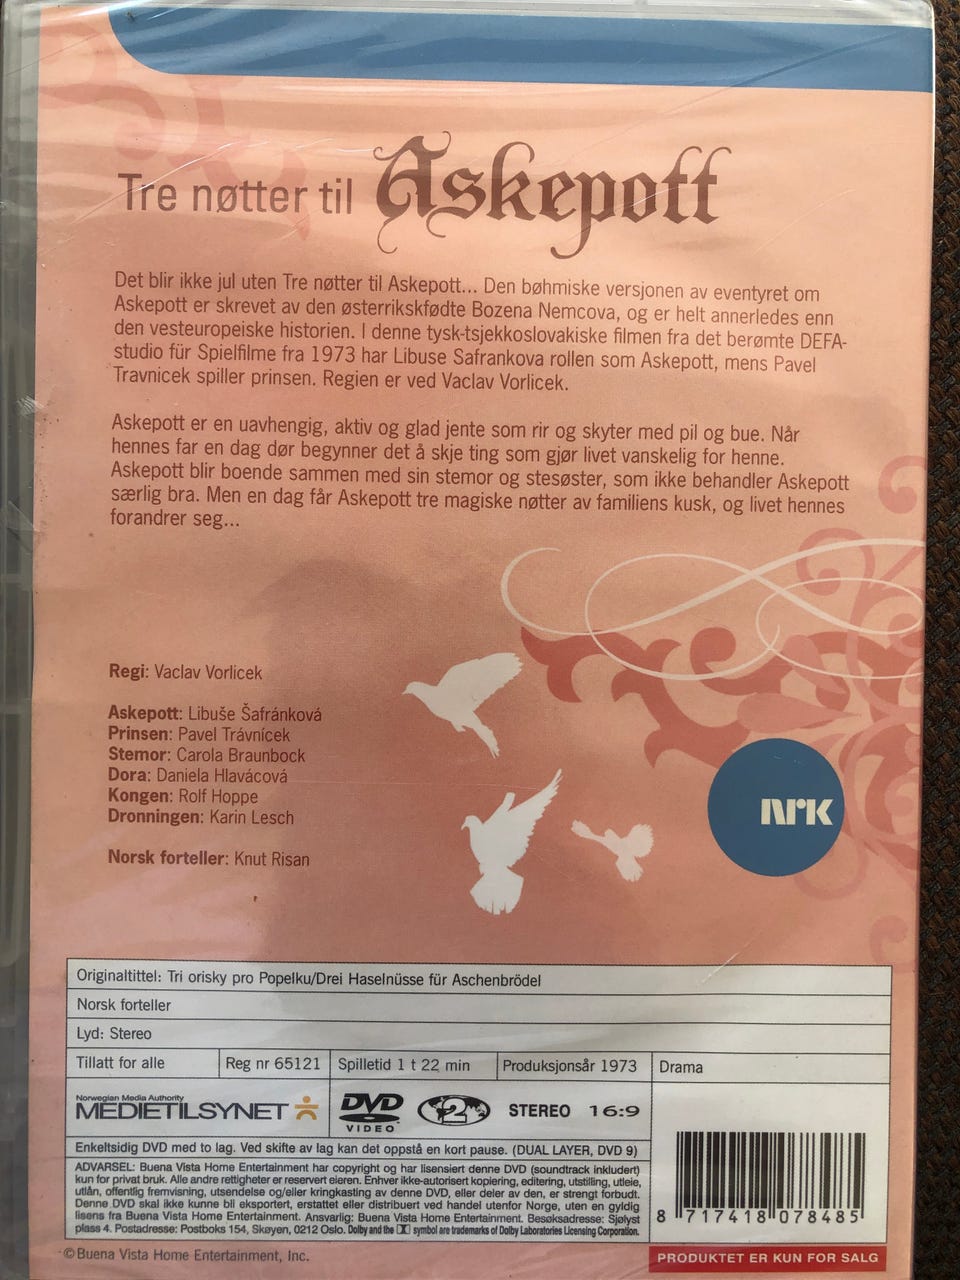 Tre nøtter til Askepott
Det blir ikke jul uten Tre nøtter til Askepott... Den bøhmiske versjonen av eventyret om
Askepott er skrevet av den østerrikskfødte Bozena Nemcova, og er helt annerledes enn
den vesteuropeiske historien. I denne tysk-tsjekkoslovakiske filmen fra det berømte DEFA-
studio für Spielfilme fra 1973 har Libuse Safrankova rollen som Askepott, mens Pavel
Travnicek spiller prinsen. Regien er ved Vaclav Vorlicek.
Askepott er en uavhengig, aktiv og glad jente som rir og skyter med pil og bue. Når
hennes far en dag dør begynner det å skje ting som gjør livet vanskelig for henne.
Askepott blir boende sammen med sin stemor og stesøster, som ikke behandler Askepott
særlig bra. Men en dag får Askepott tre magiske nøtter av familiens kusk, og livet hennes
forandrer seg...
Regi: Vaclav Vorlicek
Askepott: Libuše Šafránková
Prinsen: Pavel Trávnícek
Stemor: Carola Braunbock
Dora: Daniela Hlavácová
Kongen: Rolf Hoppe
Dronningen: Karin Lesch
Norsk forteller: Knut Risan
NRK
Originaltittel: Tri orisky pro Popelku/Drei Haselnüsse für Aschenbrödel
Norsk forteller
Lyd: Stereo
Tillatt for alle Reg nr 65121 Spilletid 1 t 22 min Produksjonsår 1973 Drama
Norwegian Media Authority
MEDIETILSYNET DVD VIDEO 2 STEREO 16:9
Enkeltsidig DVD med to lag. Ved skifte av lag kan det oppstå en kort pause. (DUAL LAYER, DVD 9)
ADVARSEL: Buena Vista Home Entertainment har copyright og har lisensiert denne DVD (soundtrack inkludert)
kun for privat bruk. Alle andre rettigheter er reservert eieren. Enhver ikke-autorisert kopiering, editering, utstilling, utleie,
utlån, offentlig fremvisning, utsendelse og/eller kringkasting av denne DVD, eller deler av den, er strengt forbudt.
Denne DVD skal ikke kunne bli eksportert, erstattet eller distribuert ved handel utenfor Norge, uten en gyldig
lisens fra Buena Vista Home Entertainment. Ansvarlig: Buena Vista Home Entertainment. Besøksadresse: Sjølyst
plass 4. Postadresse: Postboks 154, Skøyen, 0212 Oslo. Dolby and the DD symbol are trademarks of Dolby Laboratories Licensing Corporation.
8 717418 078485
©Buena Vista Home Entertainment, Inc.
PRODUKTET ER KUN FOR SALG